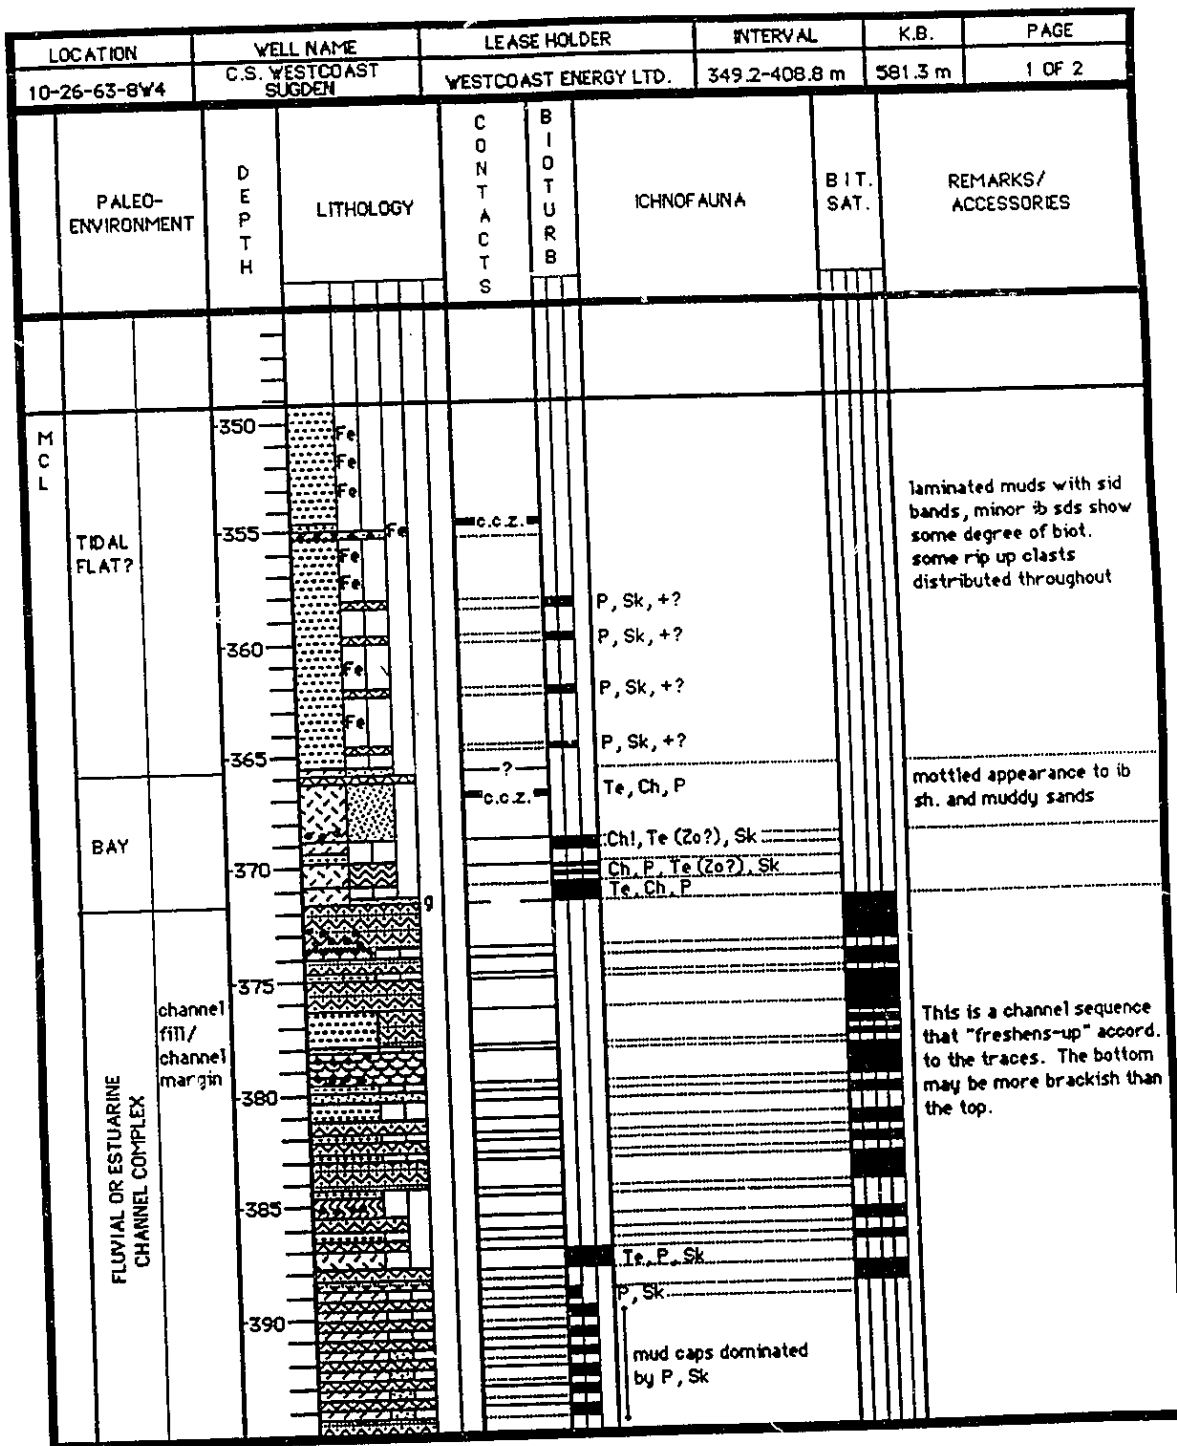 LOCATION
WELL NAME
LEASE HOLDER
INTERVAL
K.B.
PAGE
10-26-63-8W4
C.S. WESTCOAST
SUGDEN
WESTCOAST ENERGY LTD.
349.2-408.8 m
581.3 m
1 OF 2
PALEO-
ENVIRONMENT
DEPTH
LITHOLOGY
CONTACTS
BIOTURB
ICHNOFAUNA
BIT.
SAT.
REMARKS/
ACCESSORIES
MCL
350
Fe
Fe
Fe
laminated muds with sid
bands, minor ib sds show
some degree of biot.
some rip up clasts
distributed throughout
c.c.z.
355
Fe
TIDAL
FLAT?
Fe
Fe
P, Sk, +?
P, Sk, +?
360
Fe
P, Sk, +?
Fe
P, Sk, +?
365
?
mottled appearance to ib
sh. and muddy sands
Te, Ch, P
c.c.z.
BAY
Ch!, Te (Zo?), Sk
370
Ch, P, Te (Zo?), Sk
Te, Ch, P
g
375
channel
fill/
channel
margin
This is a channel sequence
that "freshens-up" accord.
to the traces. The bottom
may be more brackish than
the top.
380
FLUVIAL OR ESTUARINE
CHANNEL COMPLEX
385
Te, P, Sk
P, Sk
390
mud caps dominated
by P, Sk